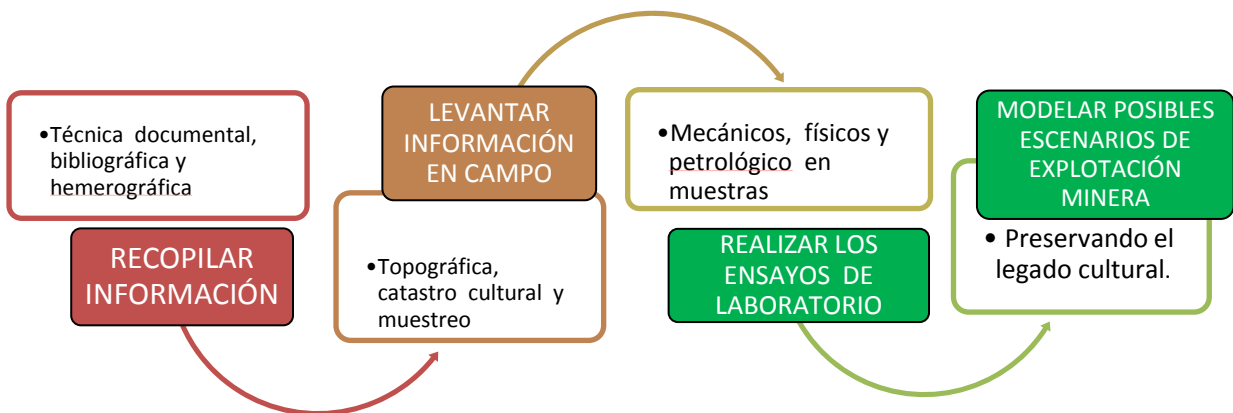 •Técnica documental,
bibliográfica y
hemerográfica
RECOPILAR
INFORMACIÓN
LEVANTAR
INFORMACIÓN
EN CAMPO
•Topográfica,
catastro cultural y
muestreo
•Mecánicos, físicos y
petrológico en
muestras
REALIZAR LOS
ENSAYOS DE
LABORATORIO
MODELAR POSIBLES
ESCENARIOS DE
EXPLOTACIÓN
MINERA
• Preservando el
legado cultural.